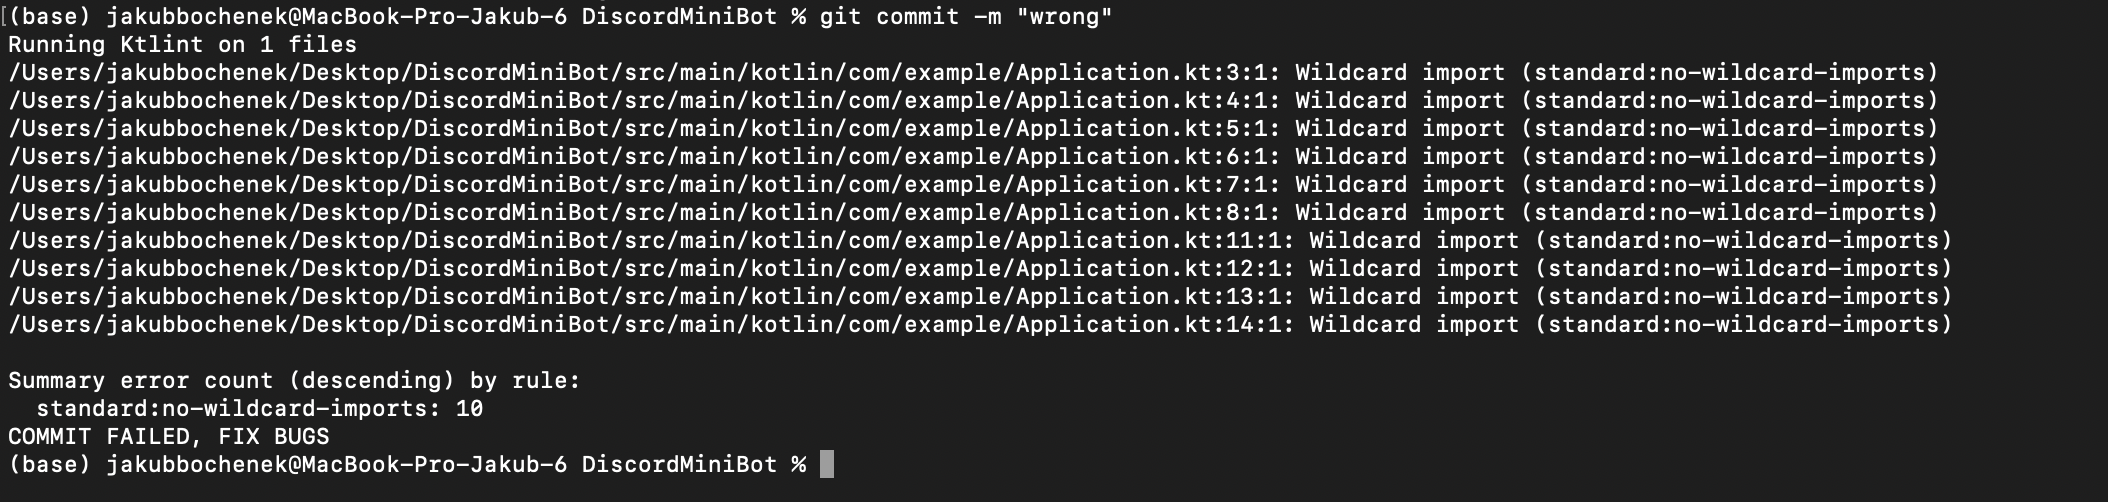 (base) jakubbochenek@MacBook-Pro-Jakub-6 DiscordMiniBot % git commit -m "wrong"
Running Ktlint on 1 files
/Users/jakubbochenek/Desktop/DiscordMiniBot/src/main/kotlin/com/example/Application.kt:3:1: Wildcard import (standard:no-wildcard-imports)
/Users/jakubbochenek/Desktop/DiscordMiniBot/src/main/kotlin/com/example/Application.kt:4:1: Wildcard import (standard:no-wildcard-imports)
/Users/jakubbochenek/Desktop/DiscordMiniBot/src/main/kotlin/com/example/Application.kt:5:1: Wildcard import (standard:no-wildcard-imports)
/Users/jakubbochenek/Desktop/DiscordMiniBot/src/main/kotlin/com/example/Application.kt:6:1: Wildcard import (standard:no-wildcard-imports)
/Users/jakubbochenek/Desktop/DiscordMiniBot/src/main/kotlin/com/example/Application.kt:7:1: Wildcard import (standard:no-wildcard-imports)
/Users/jakubbochenek/Desktop/DiscordMiniBot/src/main/kotlin/com/example/Application.kt:8:1: Wildcard import (standard:no-wildcard-imports)
/Users/jakubbochenek/Desktop/DiscordMiniBot/src/main/kotlin/com/example/Application.kt:11:1: Wildcard import (standard:no-wildcard-imports)
/Users/jakubbochenek/Desktop/DiscordMiniBot/src/main/kotlin/com/example/Application.kt:12:1: Wildcard import (standard:no-wildcard-imports)
/Users/jakubbochenek/Desktop/DiscordMiniBot/src/main/kotlin/com/example/Application.kt:13:1: Wildcard import (standard:no-wildcard-imports)
/Users/jakubbochenek/Desktop/DiscordMiniBot/src/main/kotlin/com/example/Application.kt:14:1: Wildcard import (standard:no-wildcard-imports)
Summary error count (descending) by rule:
  standard:no-wildcard-imports: 10
COMMIT FAILED, FIX BUGS
(base) jakubbochenek@MacBook-Pro-Jakub-6 DiscordMiniBot %